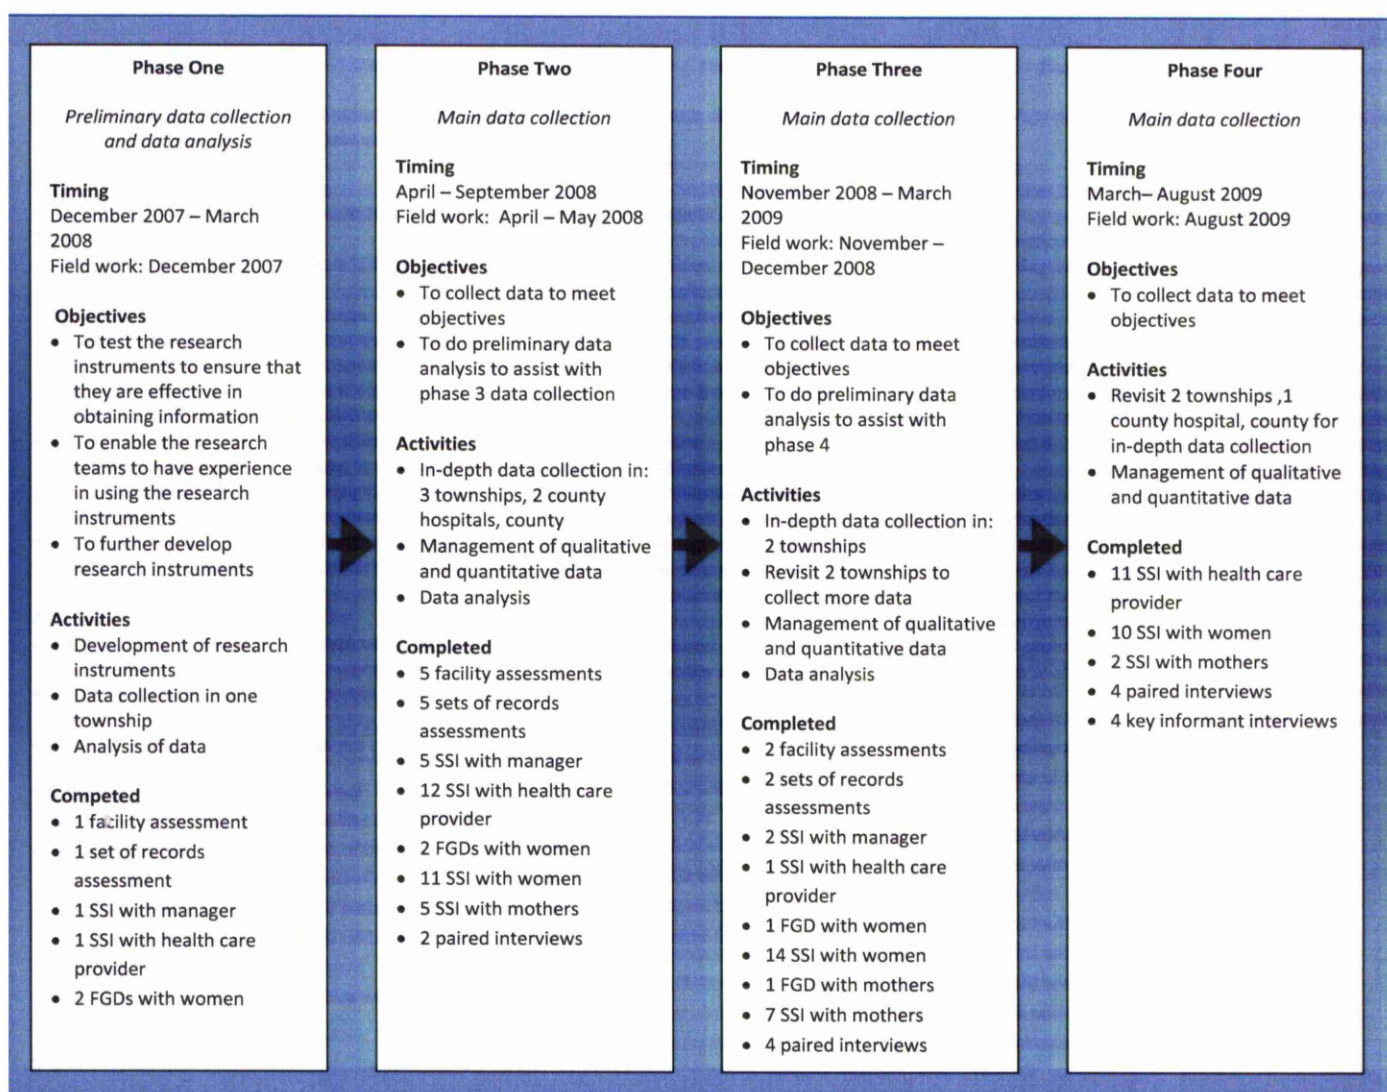 Phase One
Preliminary data collection
and data analysis
Timing
December 2007 – March
2008
Field work: December 2007
Objectives
• To test the research
instruments to ensure that
they are effective in
obtaining information
• To enable the research
teams to have experience
in using the research
instruments
• To further develop
research instruments
Activities
• Development of research
instruments
• Data collection in one
township
• Analysis of data
Competed
• 1 facility assessment
• 1 set of records
assessment
• 1 SSI with manager
• 1 SSI with health care
provider
• 2 FGDs with women
Phase Two
Main data collection
Timing
April – September 2008
Field work: April – May 2008
Objectives
• To collect data to meet
objectives
• To do preliminary data
analysis to assist with
phase 3 data collection
Activities
• In-depth data collection in:
3 townships, 2 county
hospitals, county
• Management of qualitative
and quantitative data
• Data analysis
Completed
• 5 facility assessments
• 5 sets of records
assessments
• 5 SSI with manager
• 12 SSI with health care
provider
• 2 FGDs with women
• 11 SSI with women
• 5 SSI with mothers
• 2 paired interviews
Phase Three
Main data collection
Timing
November 2008 – March
2009
Field work: November –
December 2008
Objectives
• To collect data to meet
objectives
• To do preliminary data
analysis to assist with
phase 4
Activities
• In-depth data collection in:
2 townships
• Revisit 2 townships to
collect more data
• Management of qualitative
and quantitative data
• Data analysis
Completed
• 2 facility assessments
• 2 sets of records
assessments
• 2 SSI with manager
• 1 SSI with health care
provider
• 1 FGD with women
• 14 SSI with women
• 1 FGD with mothers
• 7 SSI with mothers
• 4 paired interviews
Phase Four
Main data collection
Timing
March– August 2009
Field work: August 2009
Objectives
• To collect data to meet
objectives
Activities
• Revisit 2 townships ,1
county hospital, county for
in-depth data collection
• Management of qualitative
and quantitative data
Completed
• 11 SSI with health care
provider
• 10 SSI with women
• 2 SSI with mothers
• 4 paired interviews
• 4 key informant interviews